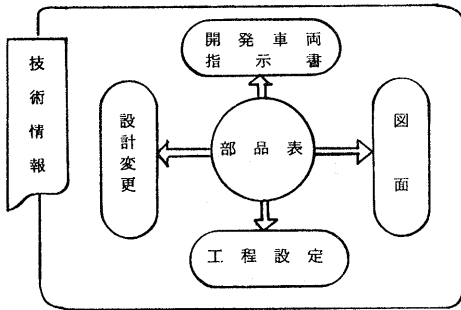 技術情報
開発車両
指示書
設計変更
部品表
図面
工程設定